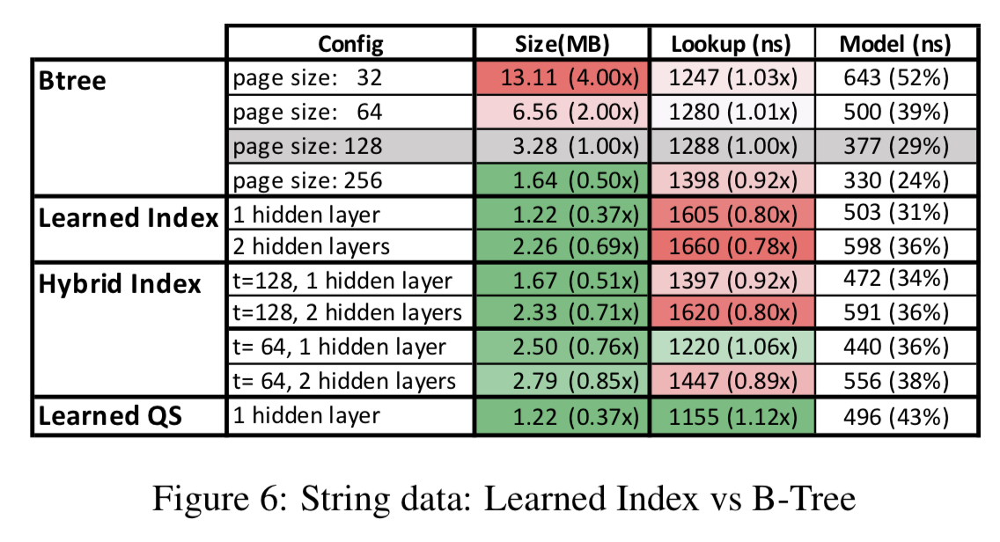 Config Size(MB) Lookup (ns) Model (ns)
Btree page size: 32 13.11 (4.00x) 1247 (1.03x) 643 (52%)
page size: 64 6.56 (2.00x) 1280 (1.01x) 500 (39%)
page size: 128 3.28 (1.00x) 1288 (1.00x) 377 (29%)
page size: 256 1.64 (0.50x) 1398 (0.92x) 330 (24%)
Learned Index 1 hidden layer 1.22 (0.37x) 1605 (0.80x) 503 (31%)
2 hidden layers 2.26 (0.69x) 1660 (0.78x) 598 (36%)
Hybrid Index t=128, 1 hidden layer 1.67 (0.51x) 1397 (0.92x) 472 (34%)
t=128, 2 hidden layers 2.33 (0.71x) 1620 (0.80x) 591 (36%)
t= 64, 1 hidden layer 2.50 (0.76x) 1220 (1.06x) 440 (36%)
t= 64, 2 hidden layers 2.79 (0.85x) 1447 (0.89x) 556 (38%)
Learned QS 1 hidden layer 1.22 (0.37x) 1155 (1.12x) 496 (43%)
Figure 6: String data: Learned Index vs B-Tree